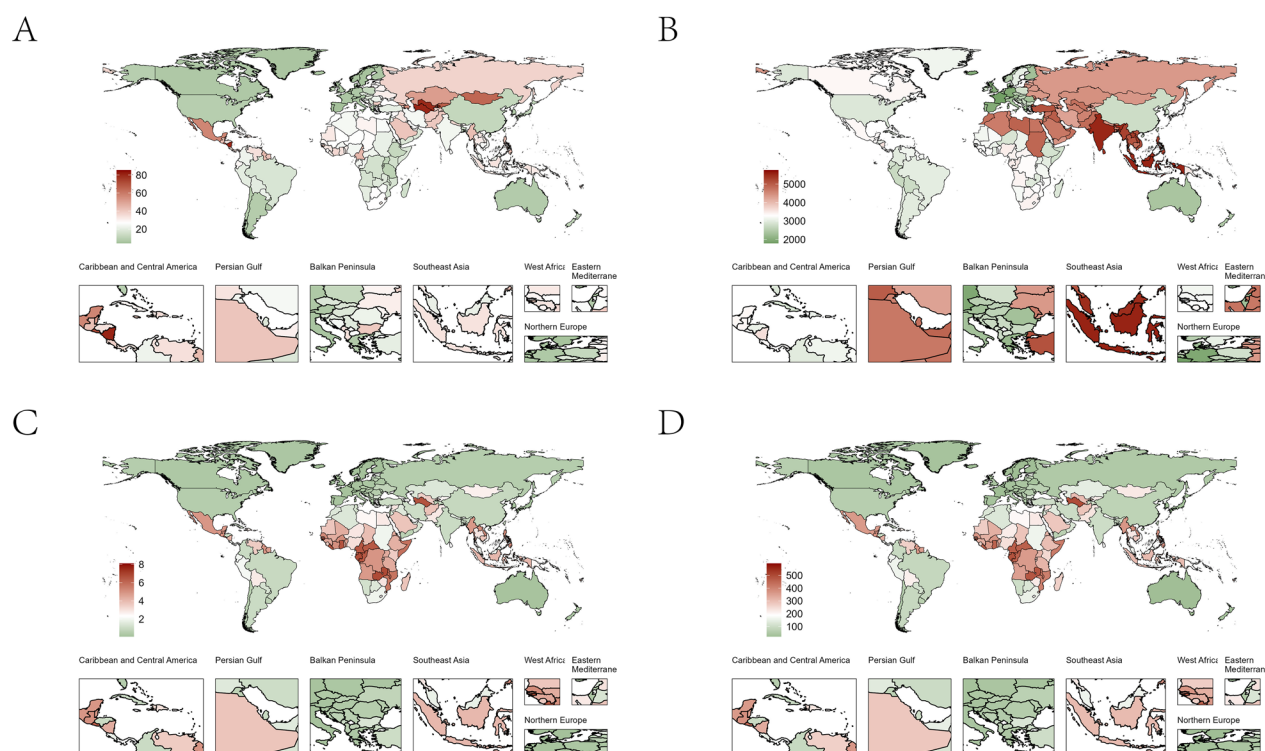 A
80
60
40
20
Caribbean and Central America
Persian Gulf
Balkan Peninsula
Southeast Asia
West Africa
Eastern
Mediterrane
Northern Europe
B
5000
4000
3000
2000
Caribbean and Central America
Persian Gulf
Balkan Peninsula
Southeast Asia
West Africa
Eastern
Mediterrane
Northern Europe
C
8
6
4
2
Caribbean and Central America
Persian Gulf
Balkan Peninsula
Southeast Asia
West Africa
Eastern
Mediterrane
Northern Europe
D
500
400
300
200
100
Caribbean and Central America
Persian Gulf
Balkan Peninsula
Southeast Asia
West Africa
Eastern
Mediterrane
Northern Europe